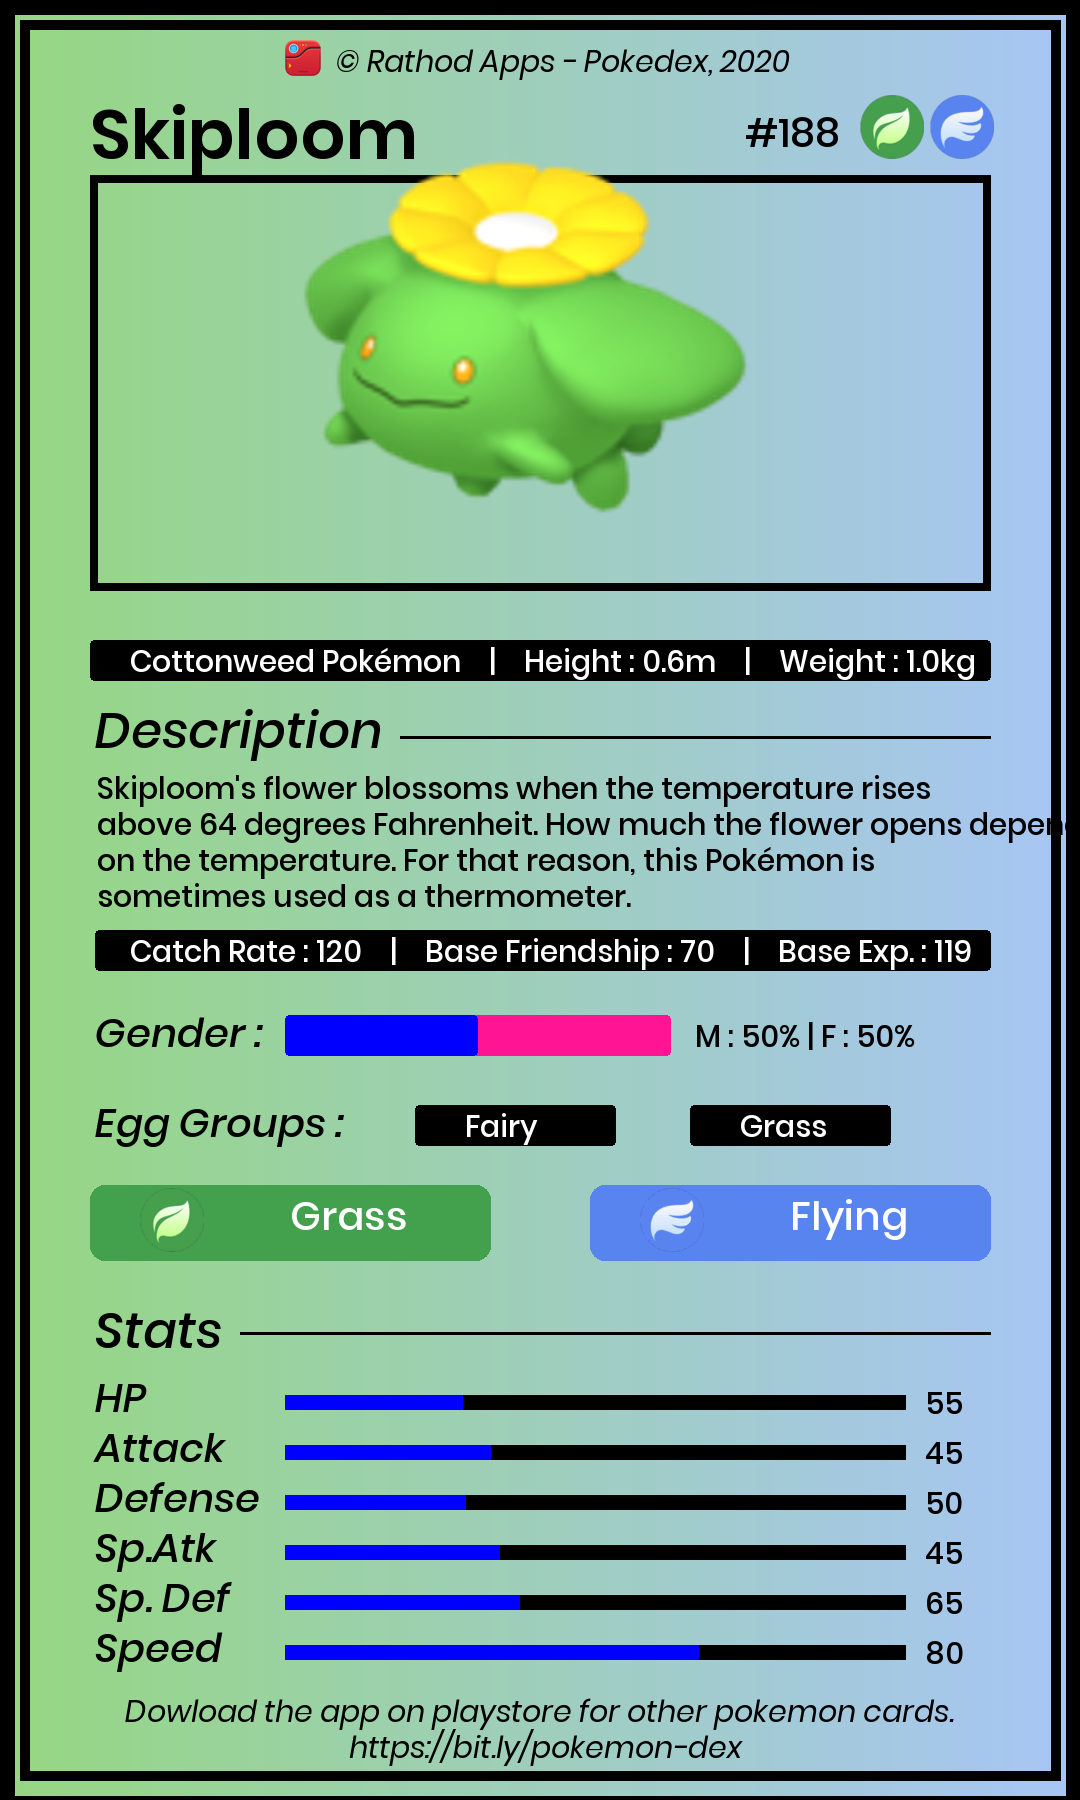 © Rathod Apps - Pokedex, 2020
Skiploom #188
Cottonweed Pokémon | Height : 0.6m | Weight : 1.0kg
Description
Skiploom's flower blossoms when the temperature rises
above 64 degrees Fahrenheit. How much the flower opens depen
on the temperature. For that reason, this Pokémon is
sometimes used as a thermometer.
Catch Rate : 120 | Base Friendship : 70 | Base Exp. : 119
Gender : M : 50% | F : 50%
Egg Groups : Fairy Grass
Grass Flying
Stats
HP 55
Attack 45
Defense 50
Sp.Atk 45
Sp. Def 65
Speed 80
Dowload the app on playstore for other pokemon cards.
https://bit.ly/pokemon-dex